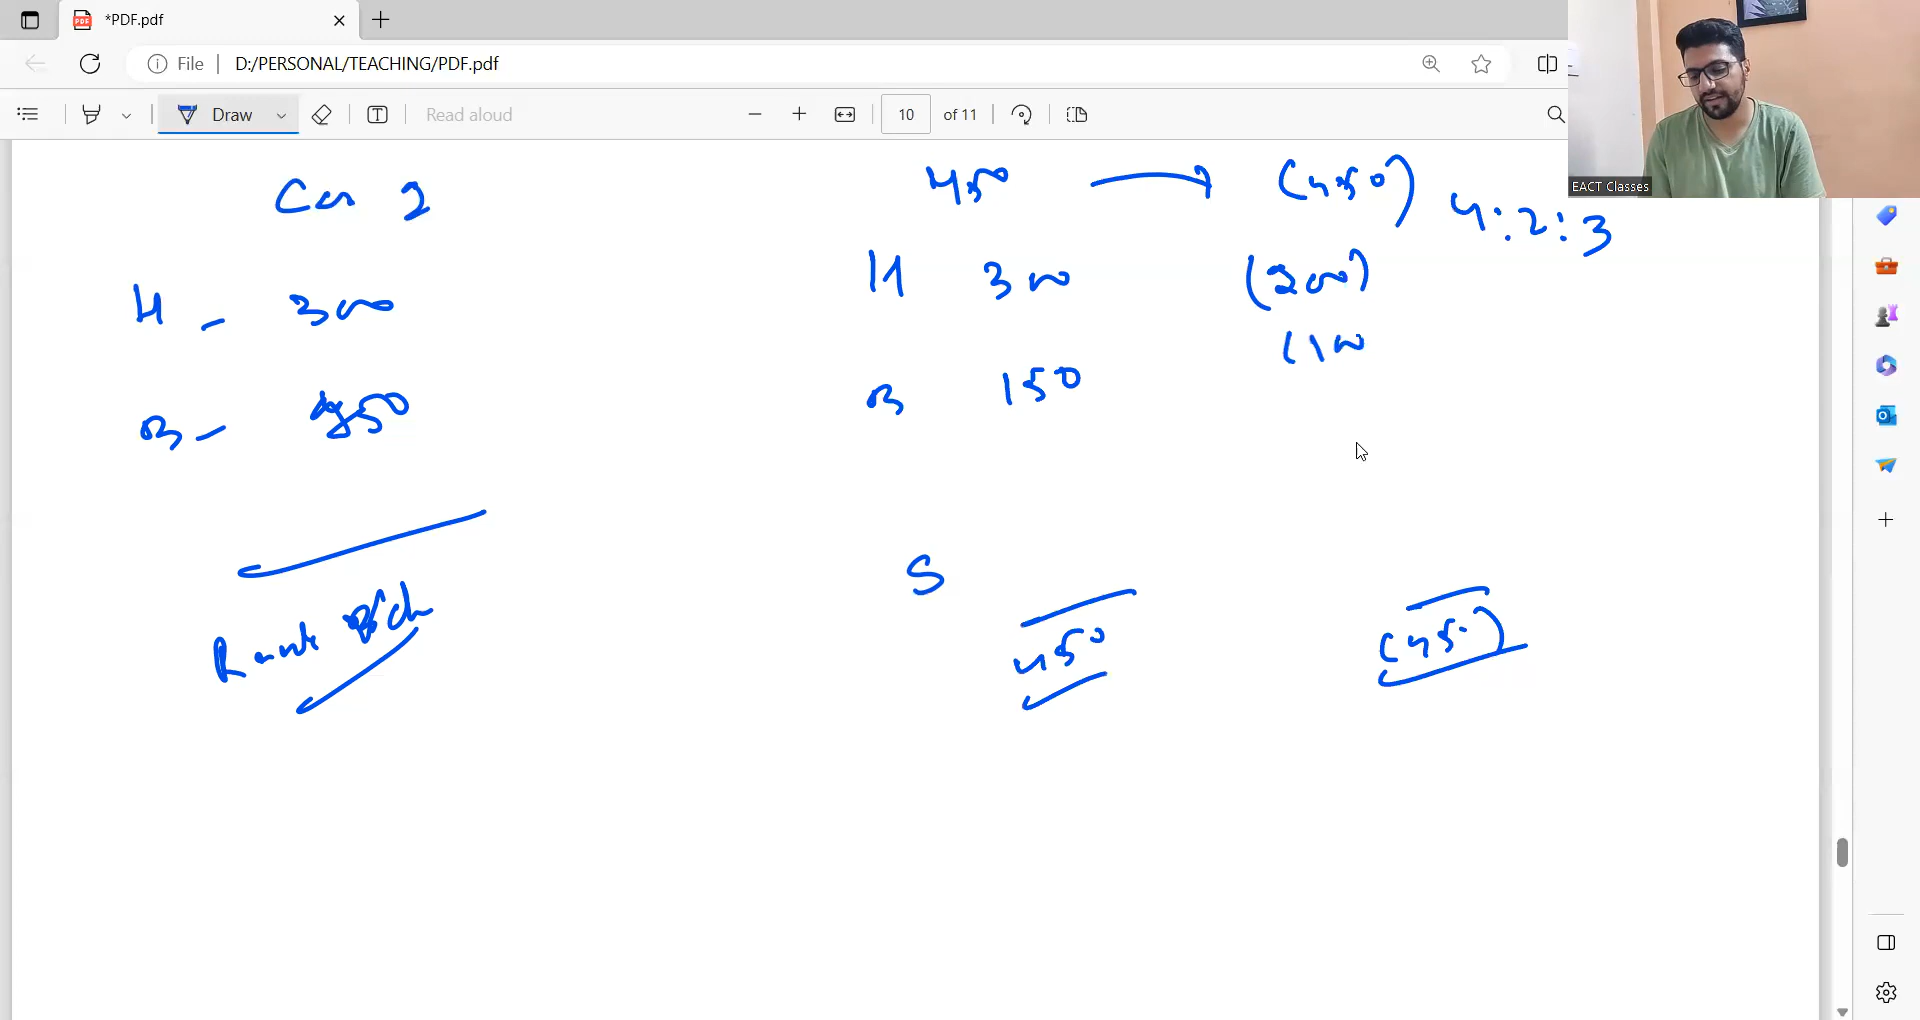 *PDF.pdf
File
D:/PERSONAL/TEACHING/PDF.pdf
Draw
Read aloud
10
of 11
EACT Classes
2
450
(450)
4:2:3
H - 300
H 300
(200)
(100
B - 450
B 150
S
450
(450)